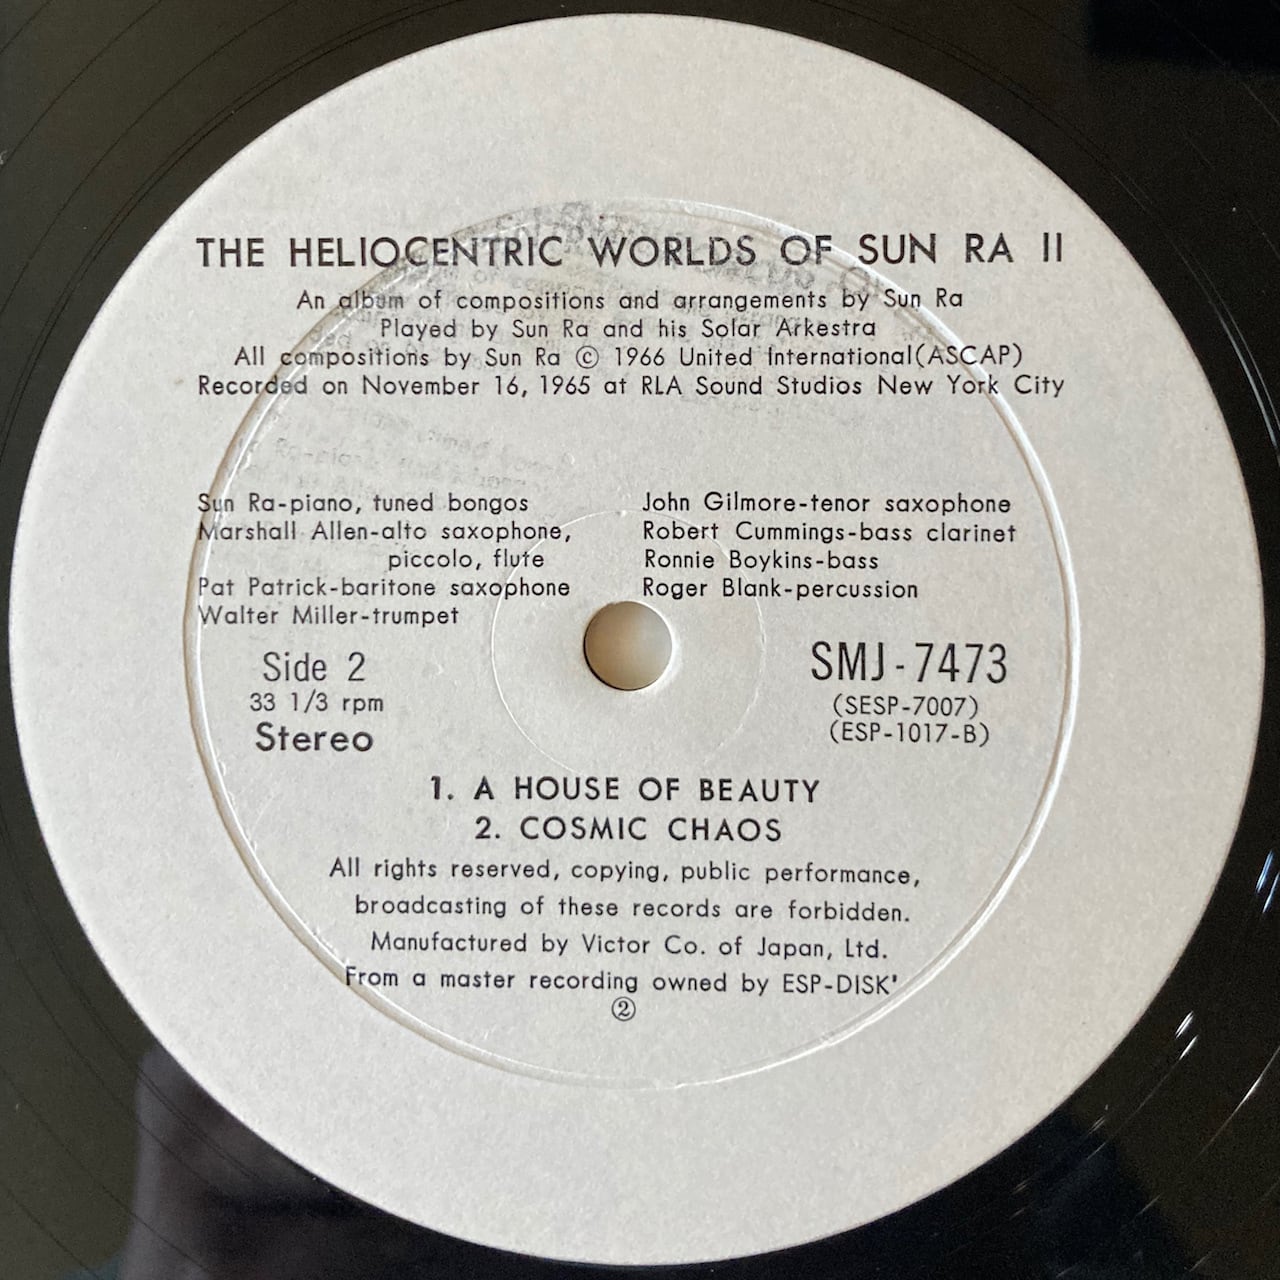 THE HELIOCENTRIC WORLDS OF SUN RA II
An album of compositions and arrangements by Sun Ra
Played by Sun Ra and his Solar Arkestra
All compositions by Sun Ra © 1966 United International(ASCAP)
Recorded on November 16, 1965 at RLA Sound Studios New York City
Sun Ra-piano, tuned bongos
Marshall Allen-alto saxophone,
piccolo, flute
Pat Patrick-baritone saxophone
Walter Miller-trumpet
John Gilmore-tenor saxophone
Robert Cummings-bass clarinet
Ronnie Boykins-bass
Roger Blank-percussion
Side 2
33 1/3 rpm
Stereo
SMJ-7473
(SESP-7007)
(ESP-1017-B)
1. A HOUSE OF BEAUTY
2. COSMIC CHAOS
All rights reserved, copying, public performance,
broadcasting of these records are forbidden.
Manufactured by Victor Co. of Japan, Ltd.
From a master recording owned by ESP-DISK'
②